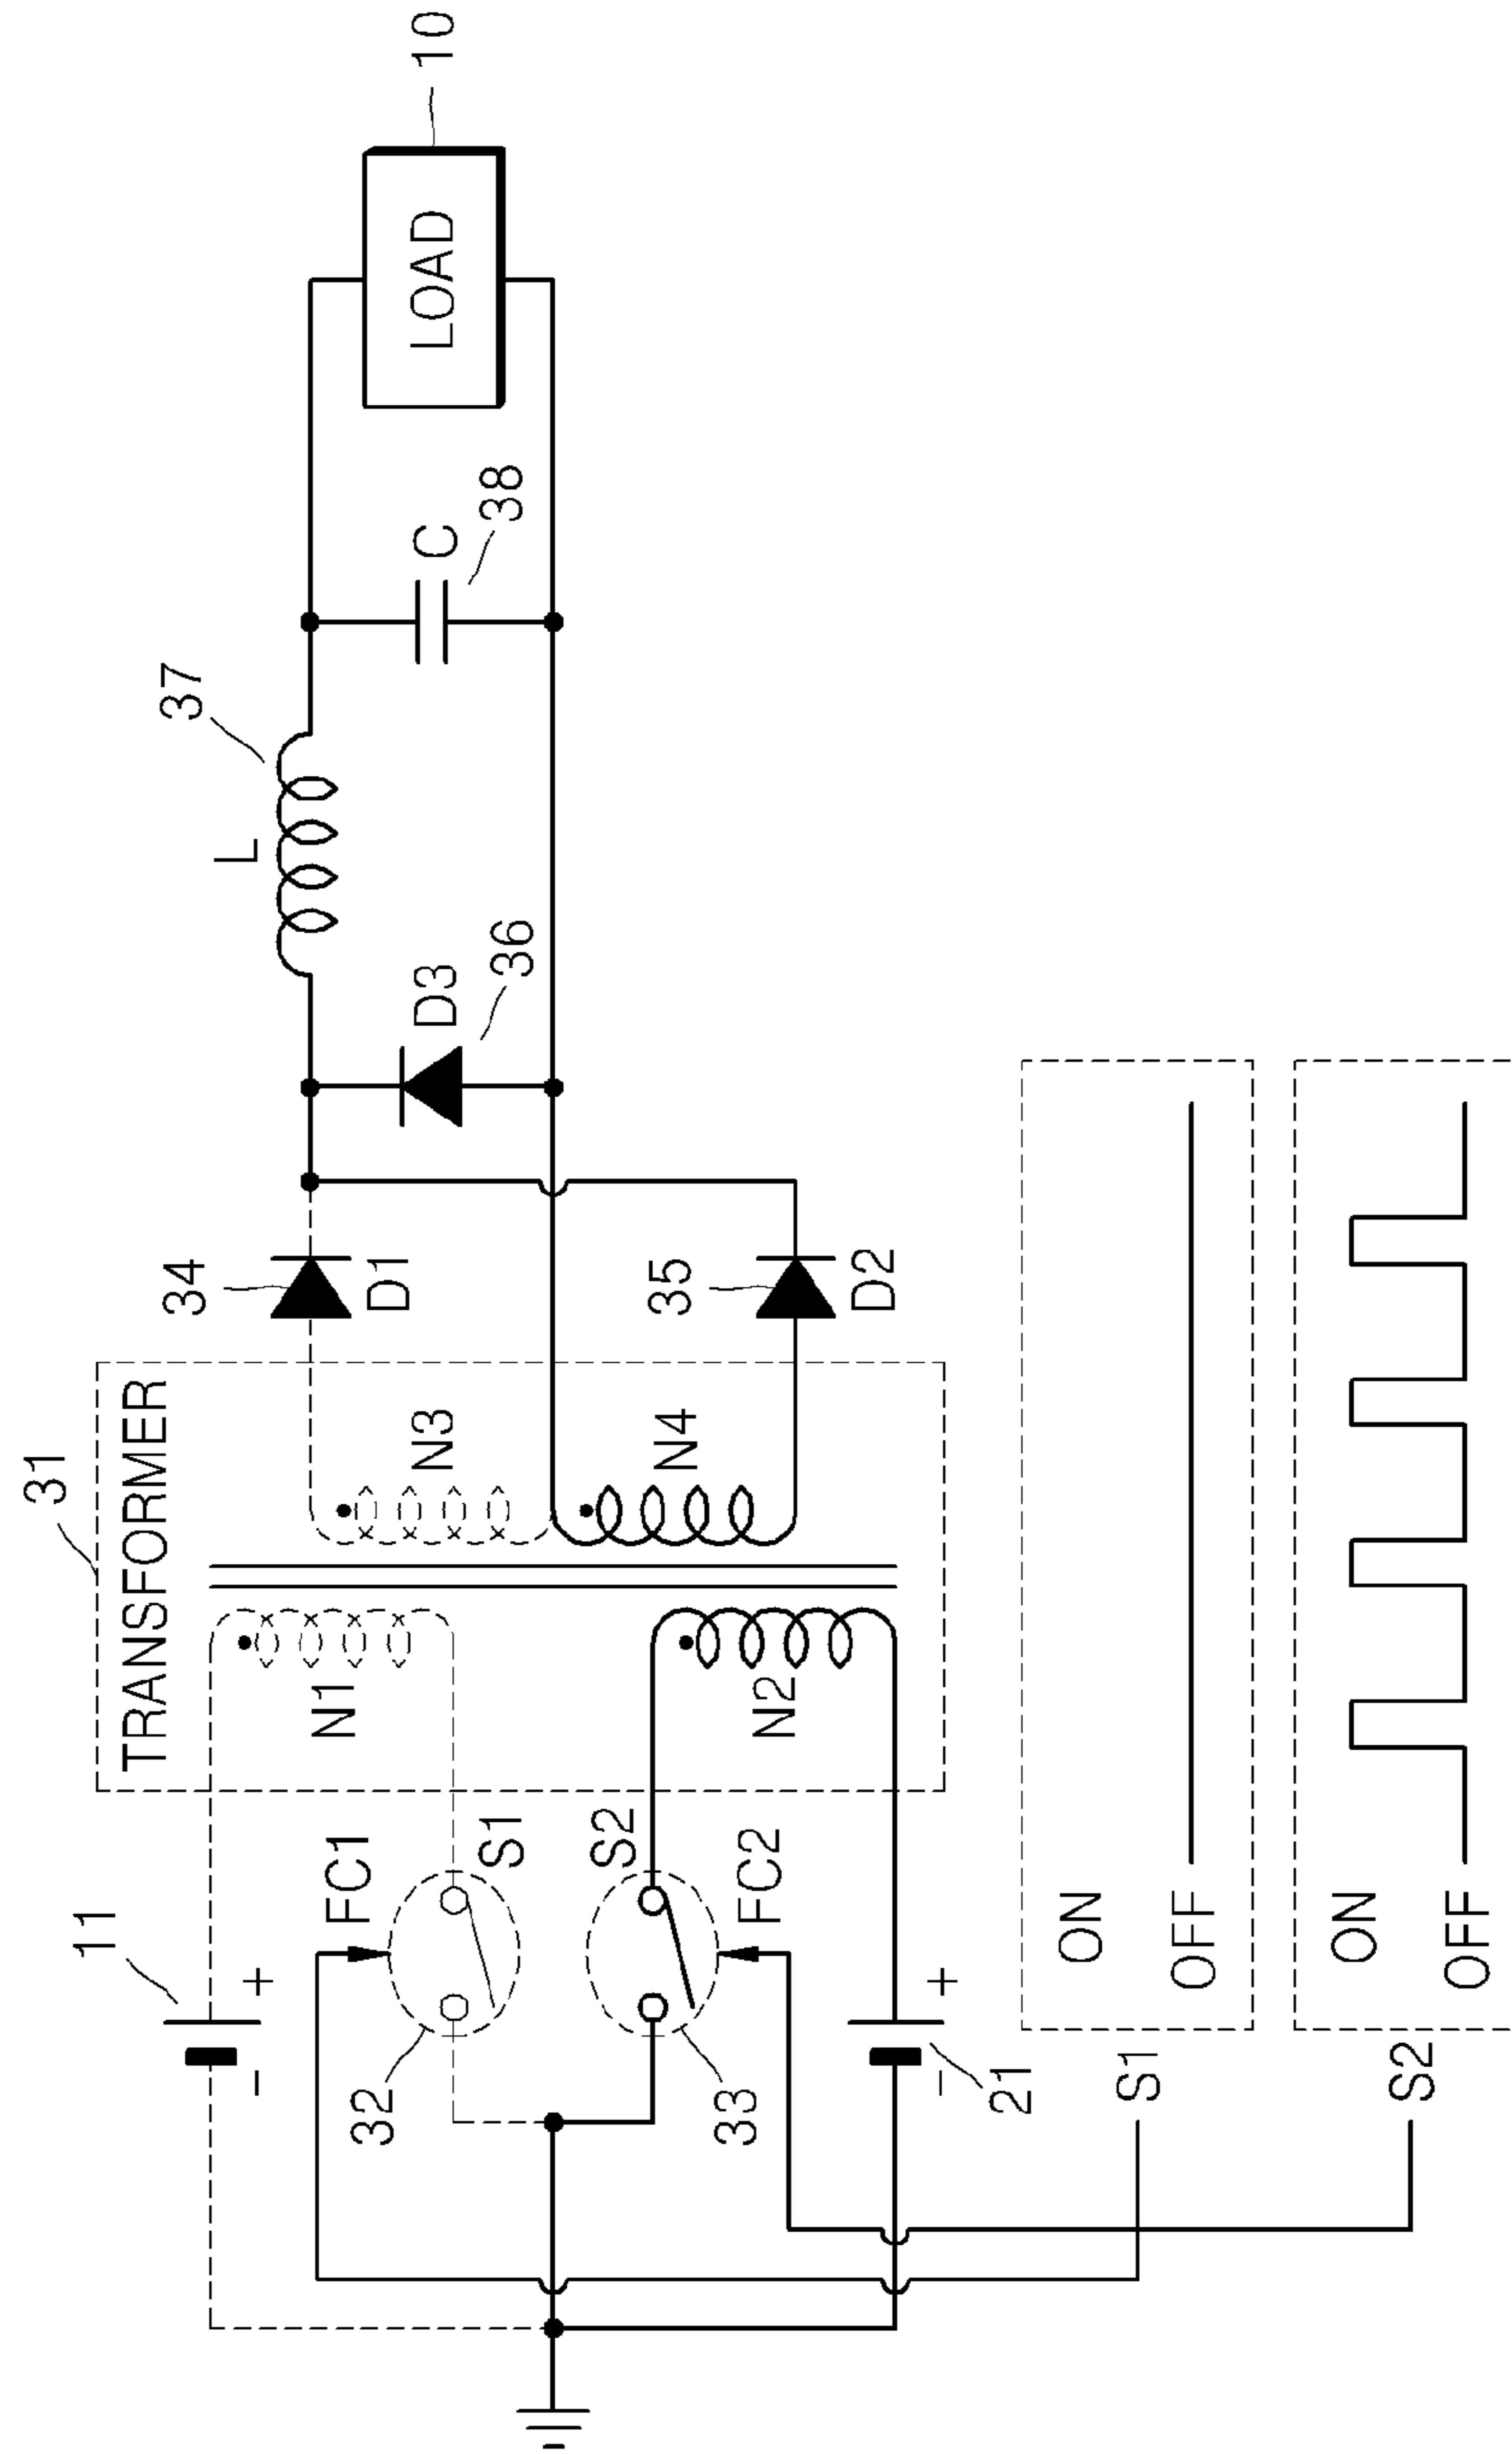 31
TRANSFORMER
11
+
-
FC1
32
S1
N1
N3
34
D1
L
37
D3
36
C
38
LOAD
10
S2
33
FC2
N2
N4
35
D2
+
-
21
S1
ON
OFF
S2
ON
OFF